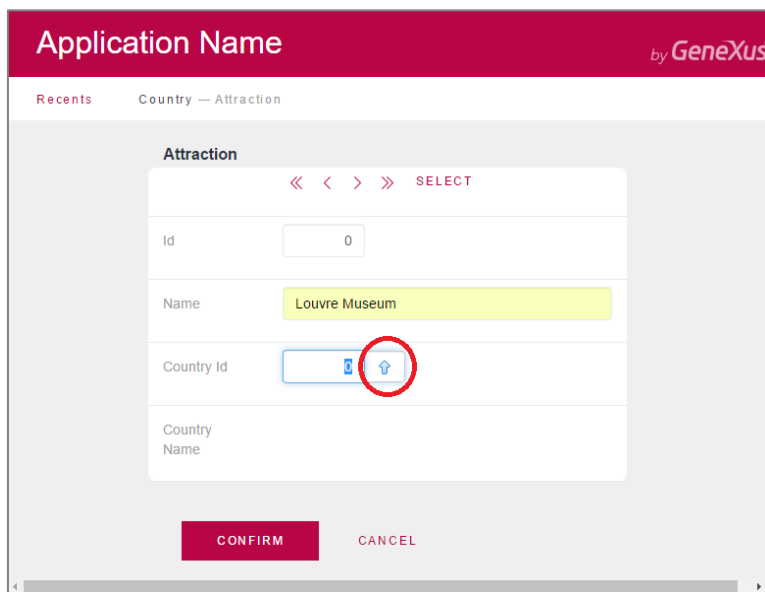 Application Name
by GeneXus
Recents Country — Attraction
Attraction
SELECT
Id 0
Name Louvre Museum
Country Id 0
Country
Name
CONFIRM CANCEL